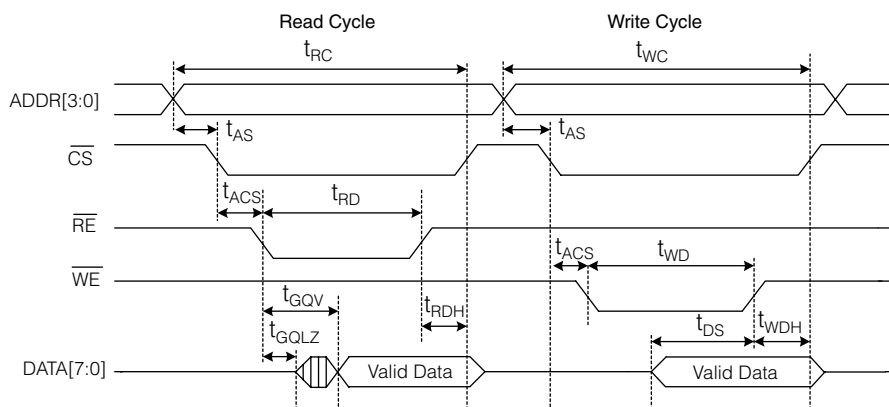 Read Cycle Write Cycle
tRC tWC
ADDR[3:0]
tAS tAS
CS
tACS tRD
RE
tACS tWD
WE
tGQV
tRDH
tGQLZ
tDS tWDH
DATA[7:0] Valid Data Valid Data